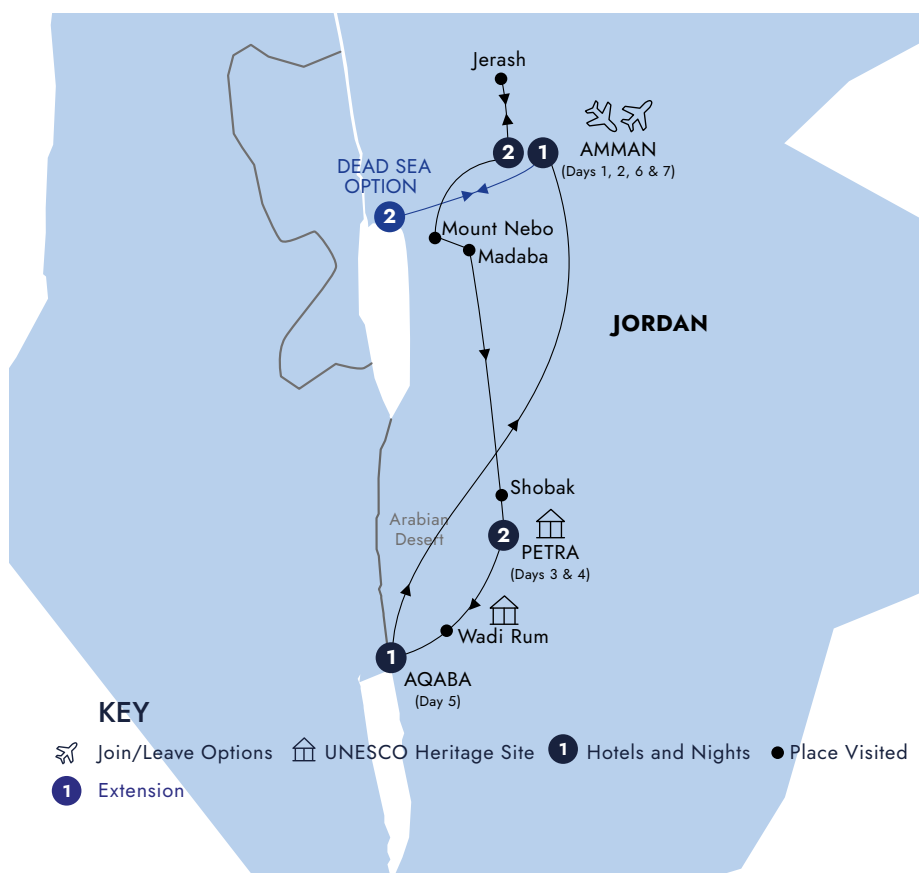 Jerash
2
1
AMMAN
(Days 1, 2, 6 & 7)
DEAD SEA
OPTION
2
Mount Nebo
Madaba
JORDAN
Shobak
Arabian
Desert
2
PETRA
(Days 3 & 4)
Wadi Rum
1
AQABA
(Day 5)
KEY
Join/Leave Options
UNESCO Heritage Site
1
Hotels and Nights
Place Visited
1
Extension